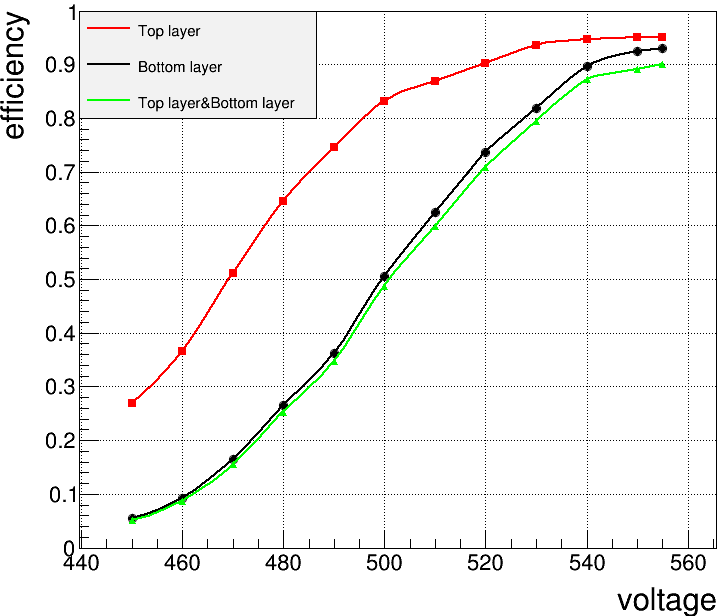 efficiency
1
0.9
0.8
0.7
0.6
0.5
0.4
0.3
0.2
0.1
0
Top layer
Bottom layer
Top layer&Bottom layer
440 460 480 500 520 540 560
voltage